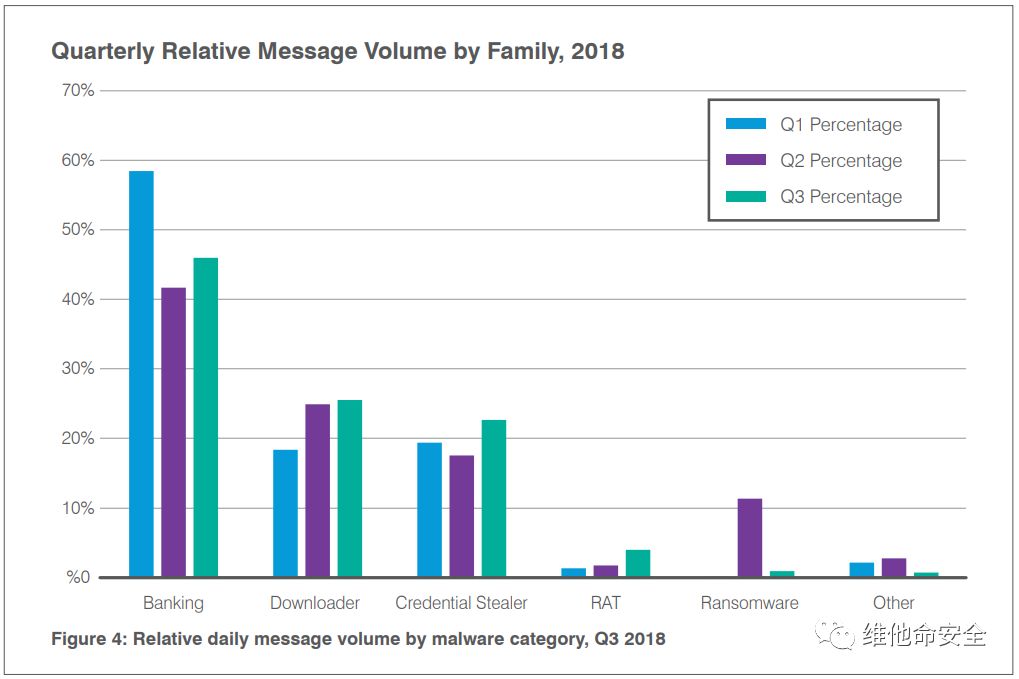 Quarterly Relative Message Volume by Family, 2018
70%
Q1 Percentage
60%
Q2 Percentage
Q3 Percentage
50%
40%
30%
20%
10%
%0
Banking Downloader Credential Stealer RAT Ransomware Other
Figure 4: Relative daily message volume by malware category, Q3 2018
维他命安全